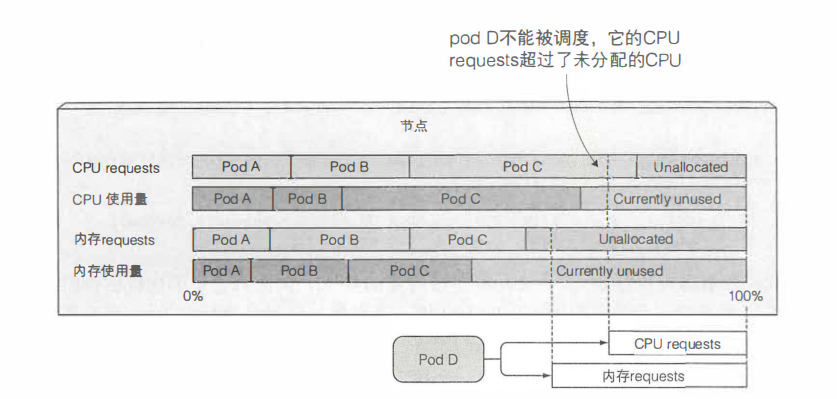 pod D不能被调度，它的CPU
requests超过了未分配的CPU
节点
CPU requests Pod A Pod B Pod C Unallocated
CPU 使用量 Pod A Pod B Pod C Currently unused
内存requests Pod A Pod B Pod C Unallocated
内存使用量 Pod A Pod B Pod C Currently unused
0% 100%
CPU requests
Pod D
内存requests